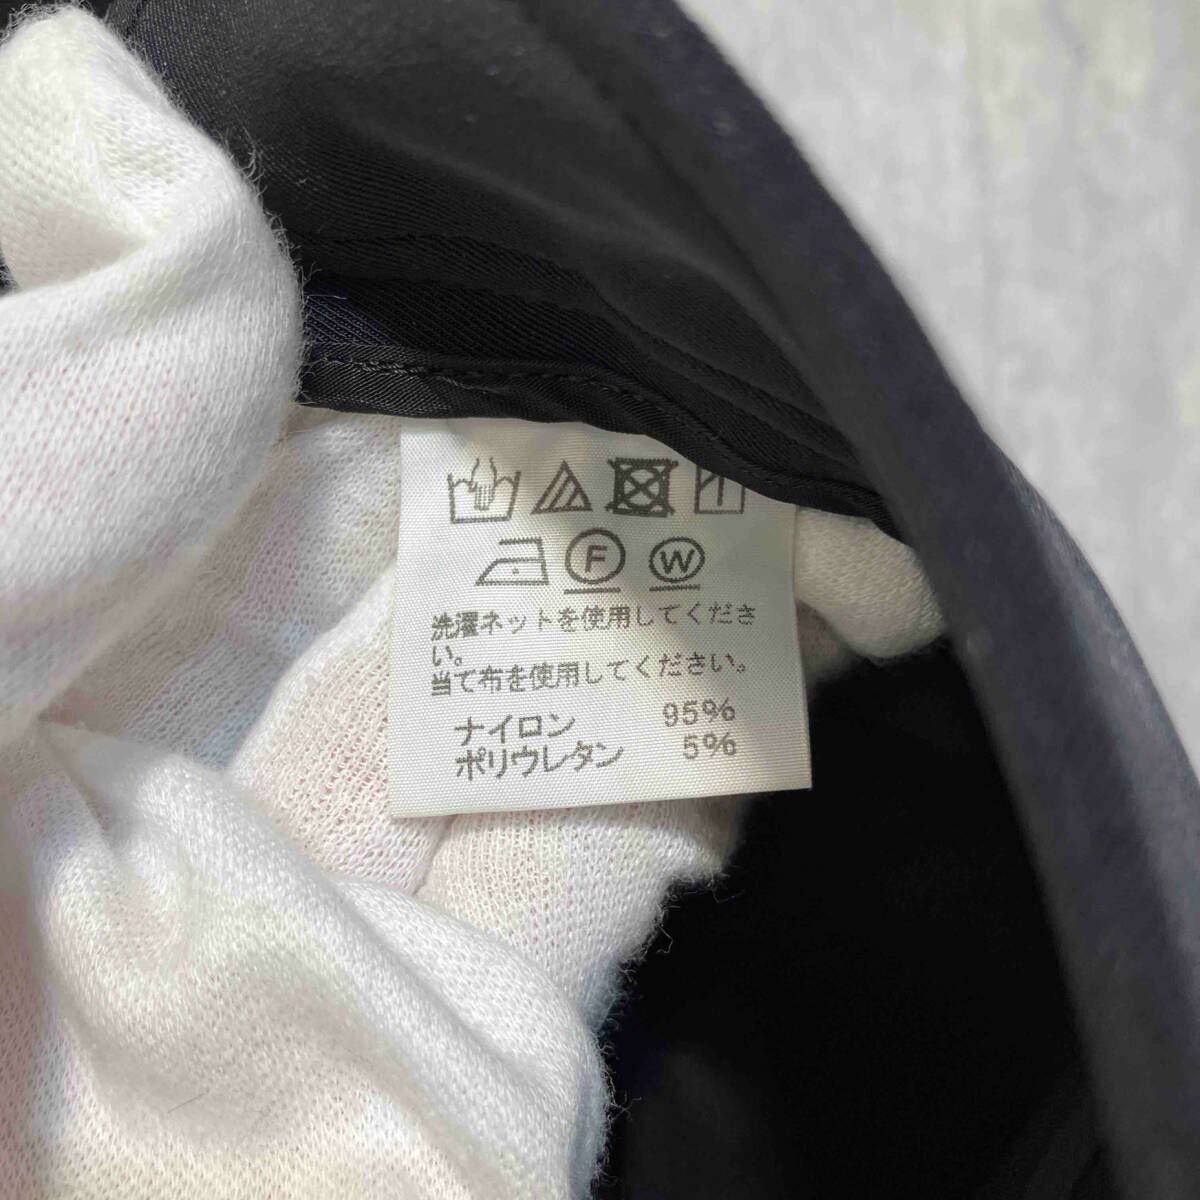 F W
洗濯ネットを使用してくださ
い。
当て布を使用してください。
ナイロン 95%
ポリウレタン 5%